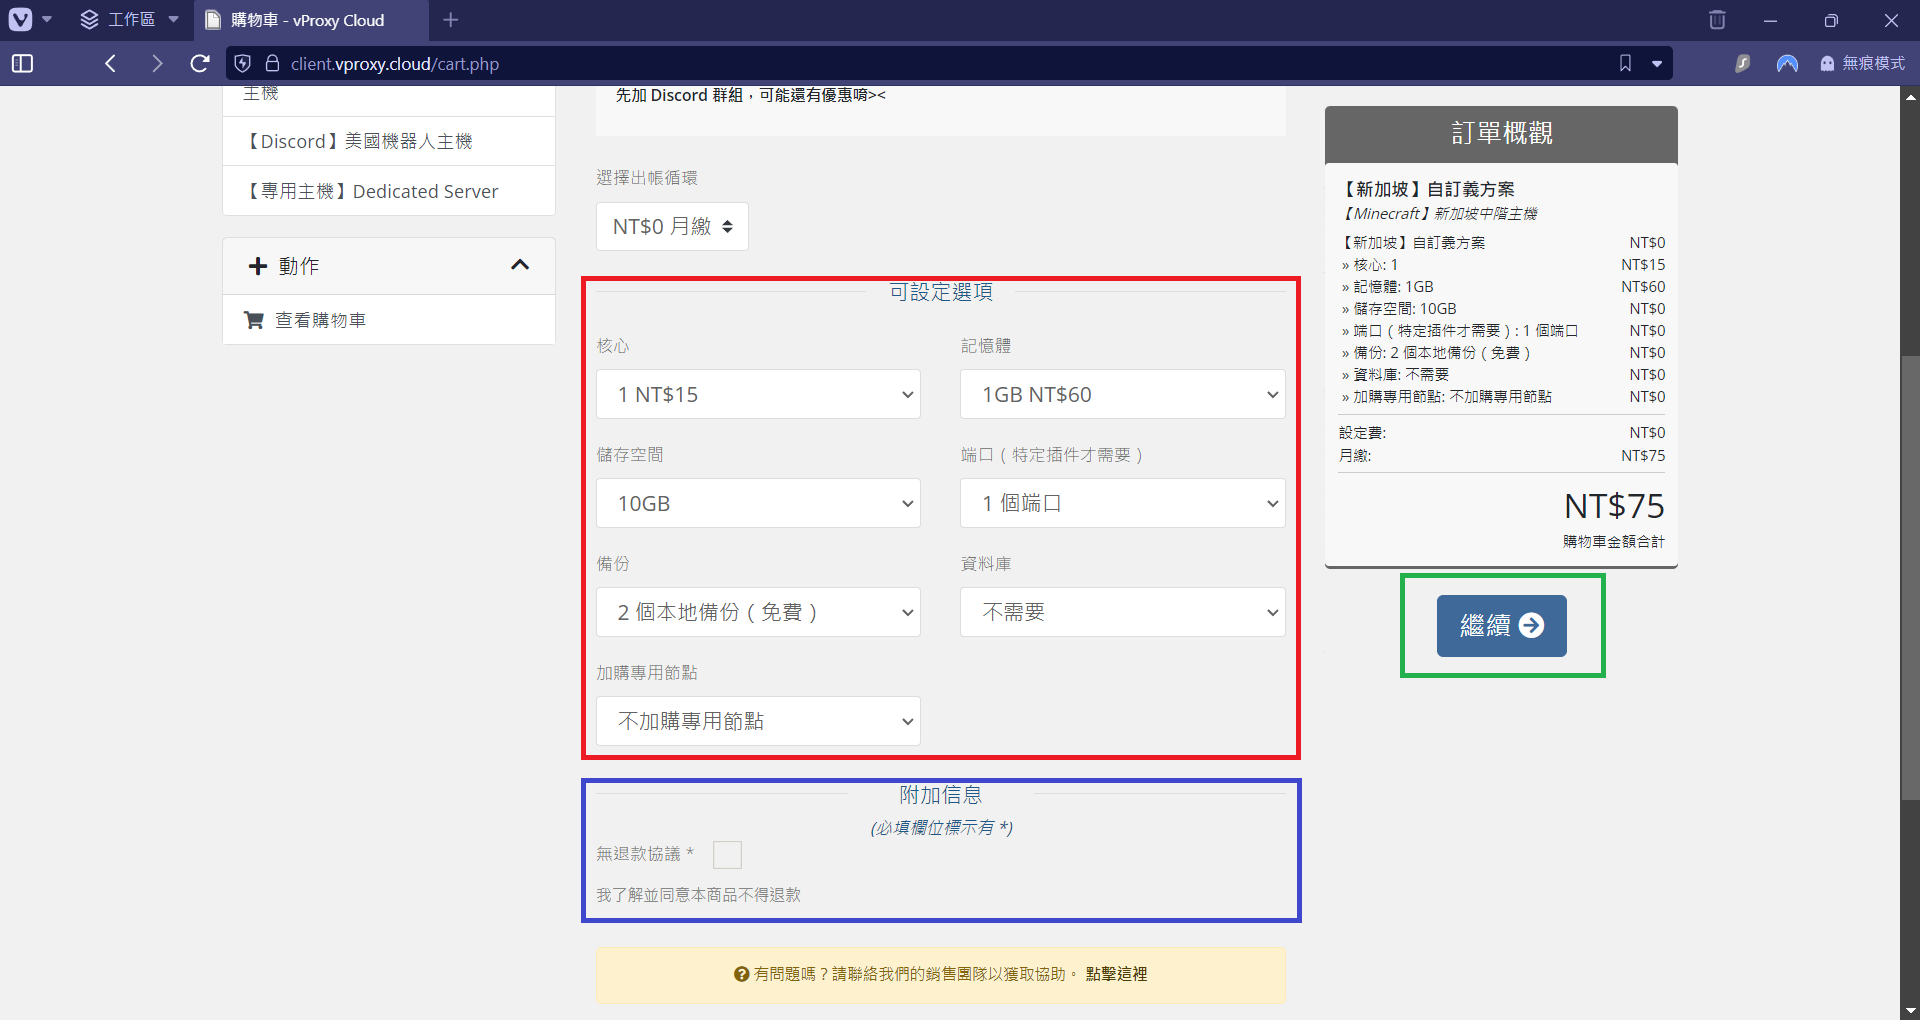 工作區
購物車 - vProxy Cloud
client.vproxy.cloud/cart.php
無痕模式
主機
【Discord】美國機器人主機
【專用主機】Dedicated Server
動作
查看購物車
先加 Discord 群組，可能還有優惠唷><
選擇出帳循環
NT$0 月繳
可設定選項
核心
記憶體
1 NT$15
1GB NT$60
儲存空間
端口（特定插件才需要）
10GB
1 個端口
備份
資料庫
2 個本地備份（免費）
不需要
加購專用節點
不加購專用節點
附加信息
(必填欄位標示有 *)
無退款協議 *
我了解並同意本商品不得退款
有問題嗎？請聯絡我們的銷售團隊以獲取協助。 點擊這裡
訂單概觀
【新加坡】自訂義方案
【Minecraft】新加坡中階主機
【新加坡】自訂義方案 NT$0
» 核心: 1 NT$15
» 記憶體: 1GB NT$60
» 儲存空間: 10GB NT$0
» 端口（特定插件才需要）: 1 個端口 NT$0
» 備份: 2 個本地備份（免費） NT$0
» 資料庫: 不需要 NT$0
» 加購專用節點: 不加購專用節點 NT$0
設定費: NT$0
月繳: NT$75
NT$75
購物車金額合計
繼續